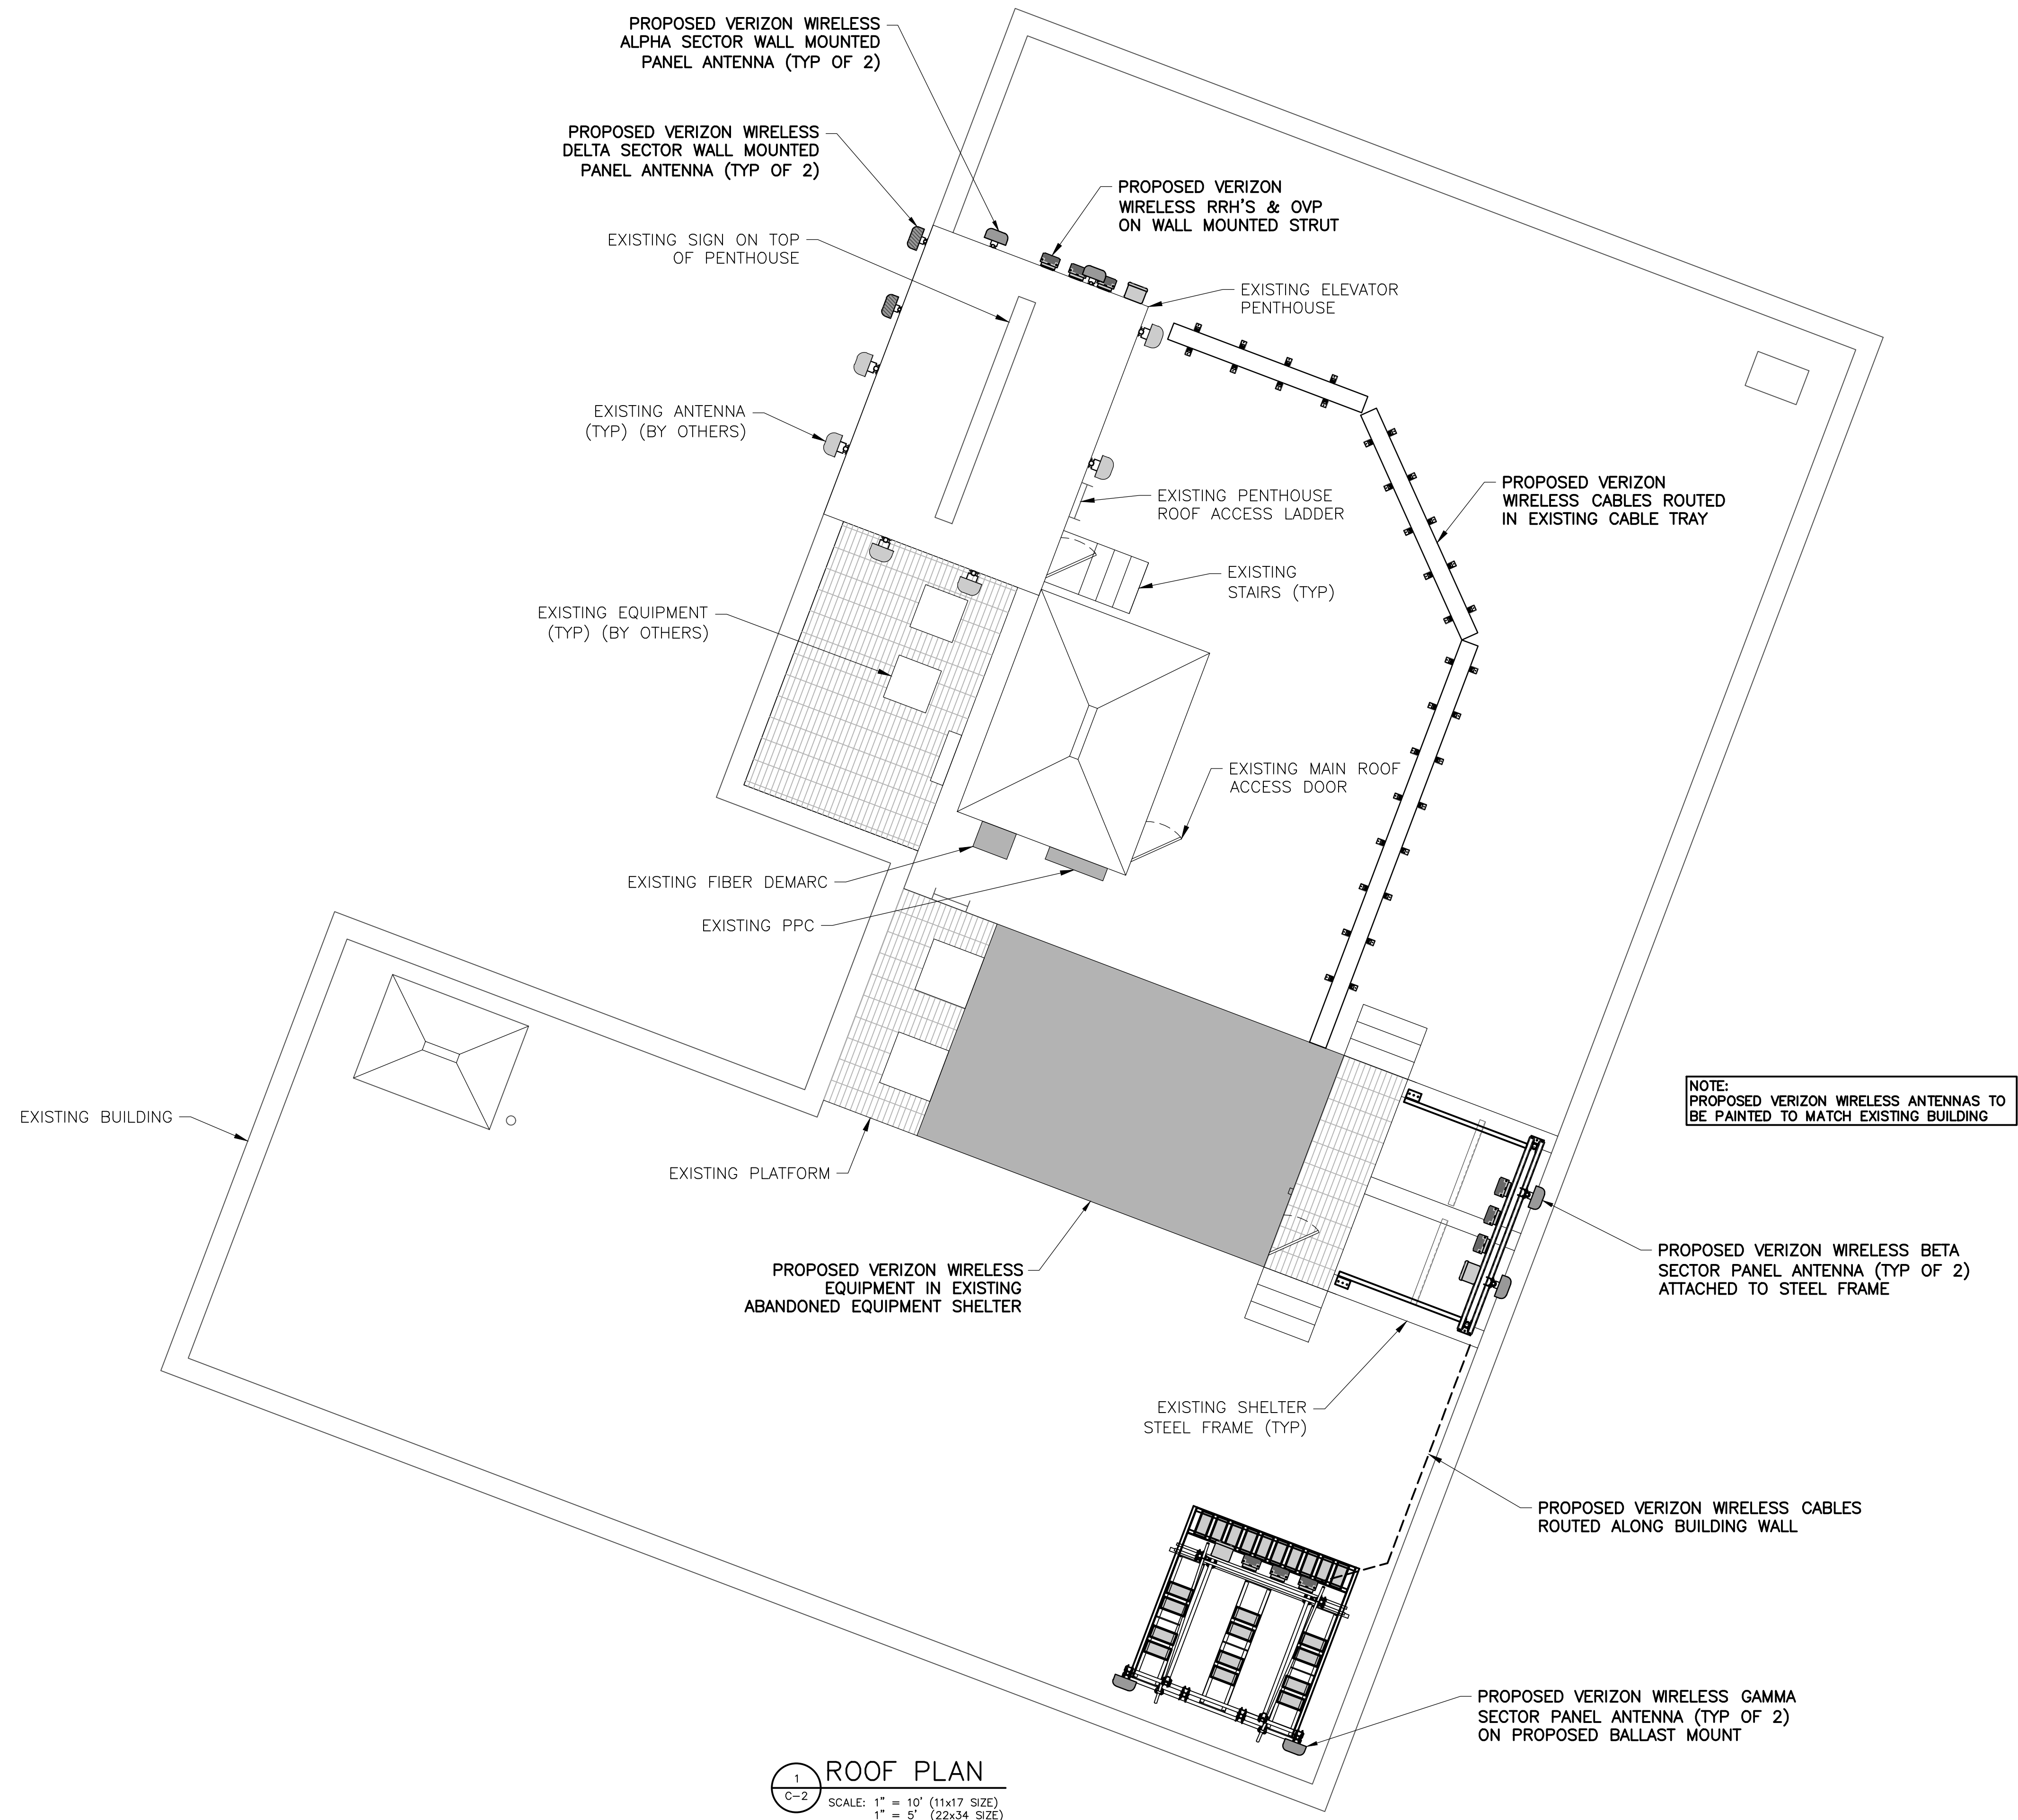 PROPOSED VERIZON WIRELESS
ALPHA SECTOR WALL MOUNTED
PANEL ANTENNA (TYP OF 2)
PROPOSED VERIZON WIRELESS
DELTA SECTOR WALL MOUNTED
PANEL ANTENNA (TYP OF 2)
PROPOSED VERIZON
WIRELESS RRH'S & OVP
ON WALL MOUNTED STRUT
EXISTING SIGN ON TOP
OF PENTHOUSE
EXISTING ELEVATOR
PENTHOUSE
EXISTING ANTENNA
(TYP) (BY OTHERS)
PROPOSED VERIZON
WIRELESS CABLES ROUTED
IN EXISTING CABLE TRAY
EXISTING PENTHOUSE
ROOF ACCESS LADDER
EXISTING
STAIRS (TYP)
EXISTING EQUIPMENT
(TYP) (BY OTHERS)
EXISTING MAIN ROOF
ACCESS DOOR
EXISTING FIBER DEMARC
EXISTING PPC
NOTE:
PROPOSED VERIZON WIRELESS ANTENNAS TO
BE PAINTED TO MATCH EXISTING BUILDING
EXISTING BUILDING
EXISTING PLATFORM
PROPOSED VERIZON WIRELESS
EQUIPMENT IN EXISTING
ABANDONED EQUIPMENT SHELTER
PROPOSED VERIZON WIRELESS BETA
SECTOR PANEL ANTENNA (TYP OF 2)
ATTACHED TO STEEL FRAME
EXISTING SHELTER
STEEL FRAME (TYP)
PROPOSED VERIZON WIRELESS CABLES
ROUTED ALONG BUILDING WALL
PROPOSED VERIZON WIRELESS GAMMA
SECTOR PANEL ANTENNA (TYP OF 2)
ON PROPOSED BALLAST MOUNT
1
C-2
ROOF PLAN
SCALE: 1" = 10' (11x17 SIZE)
1" = 5' (22x34 SIZE)